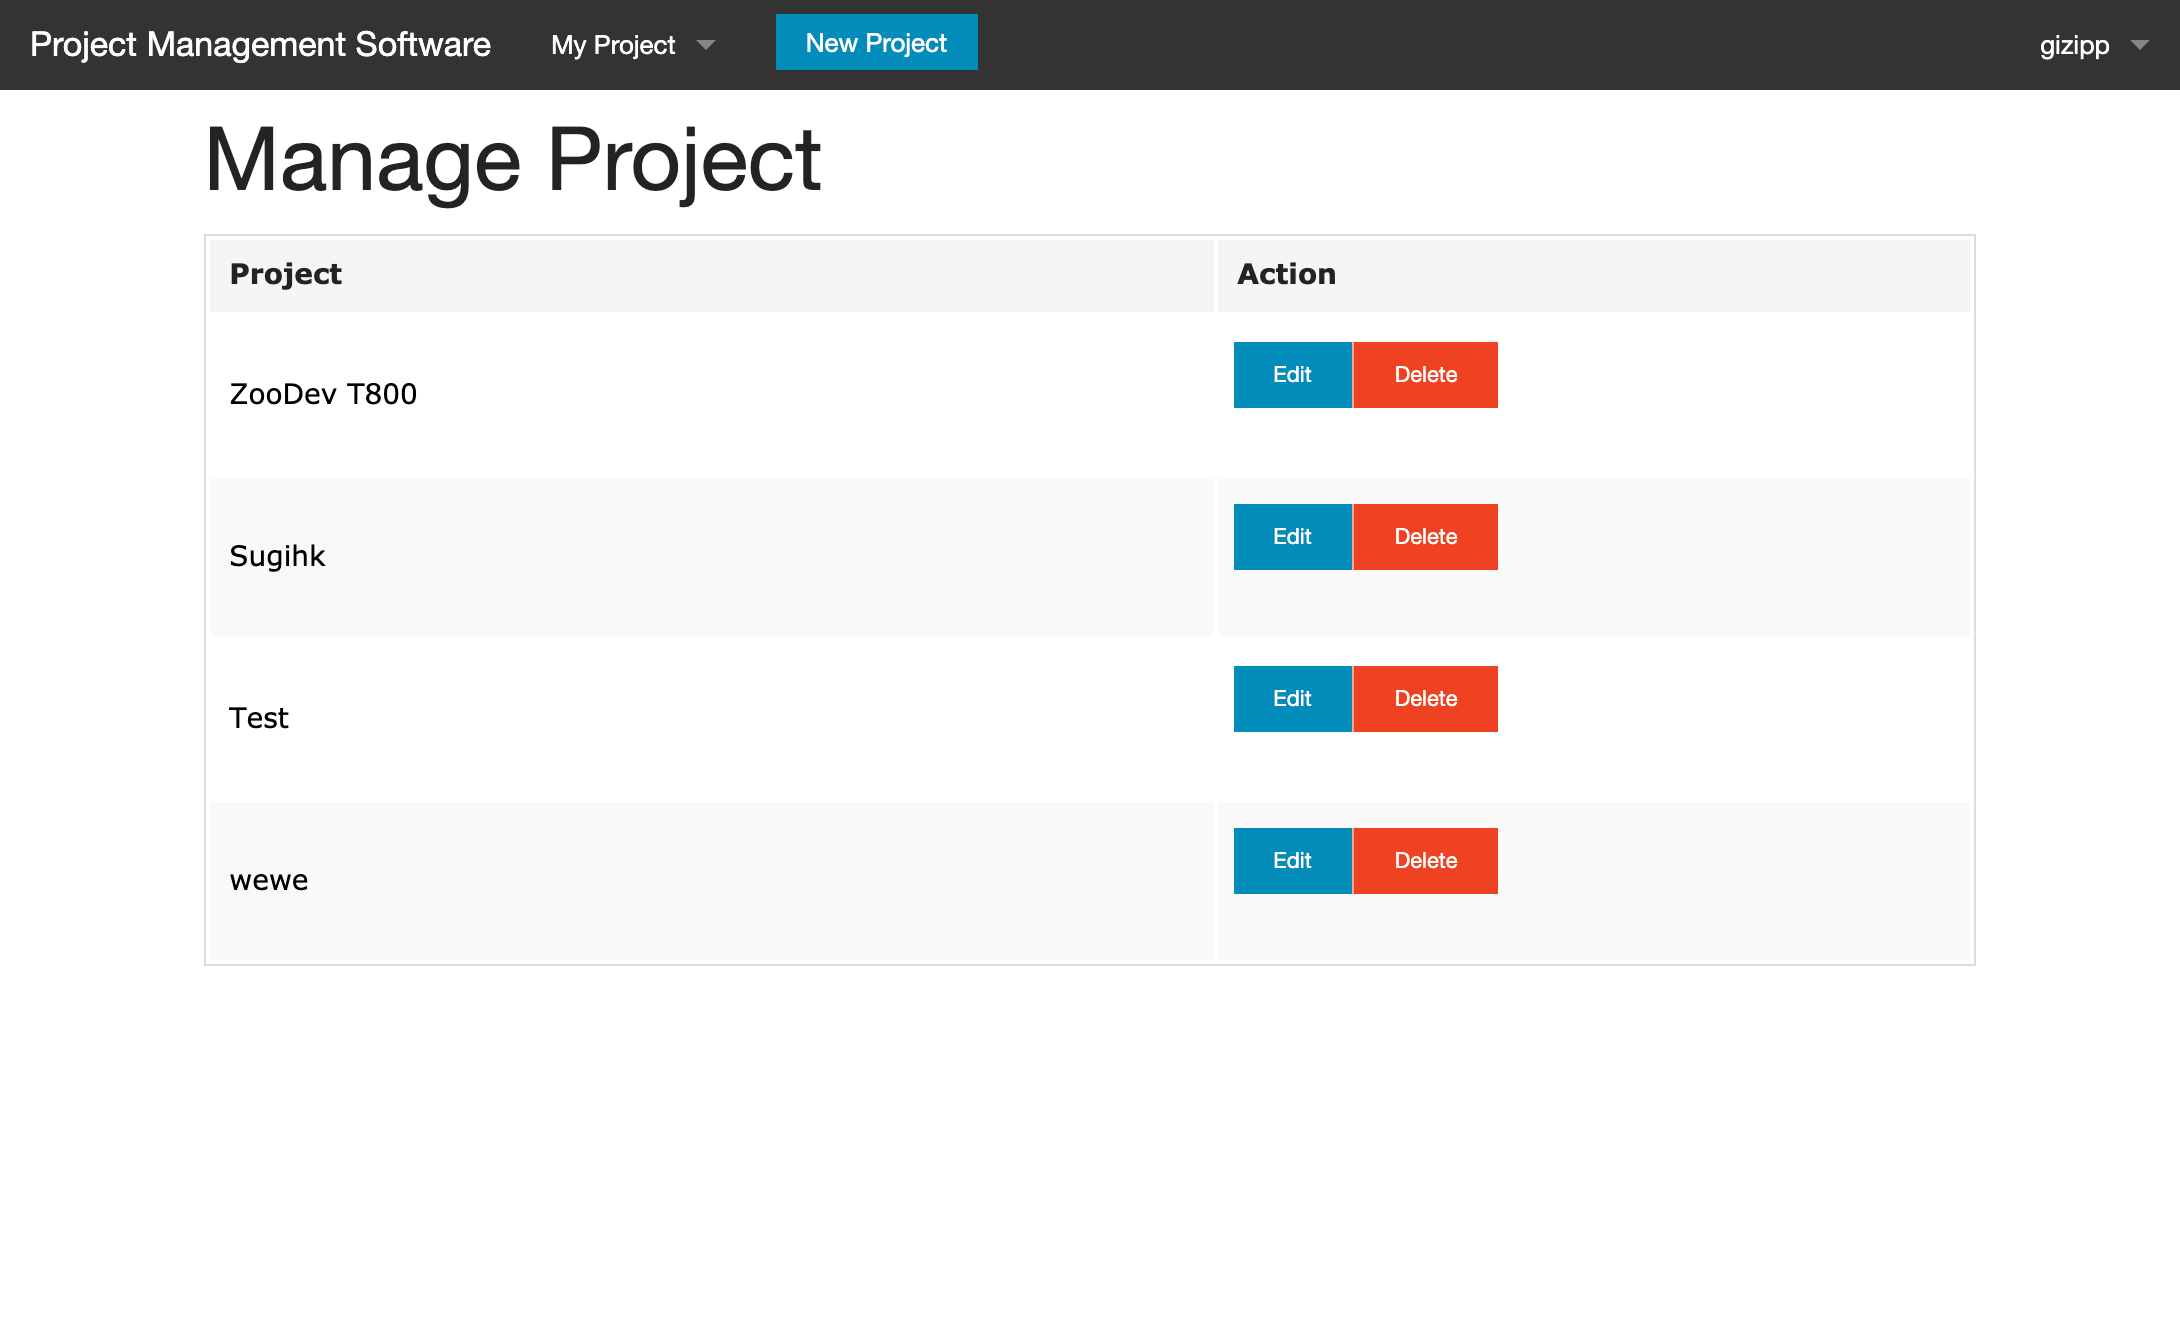 Project Management Software My Project New Project gizipp
Manage Project
Project Action
ZooDev T800 Edit Delete
Sugihk Edit Delete
Test Edit Delete
wewe Edit Delete